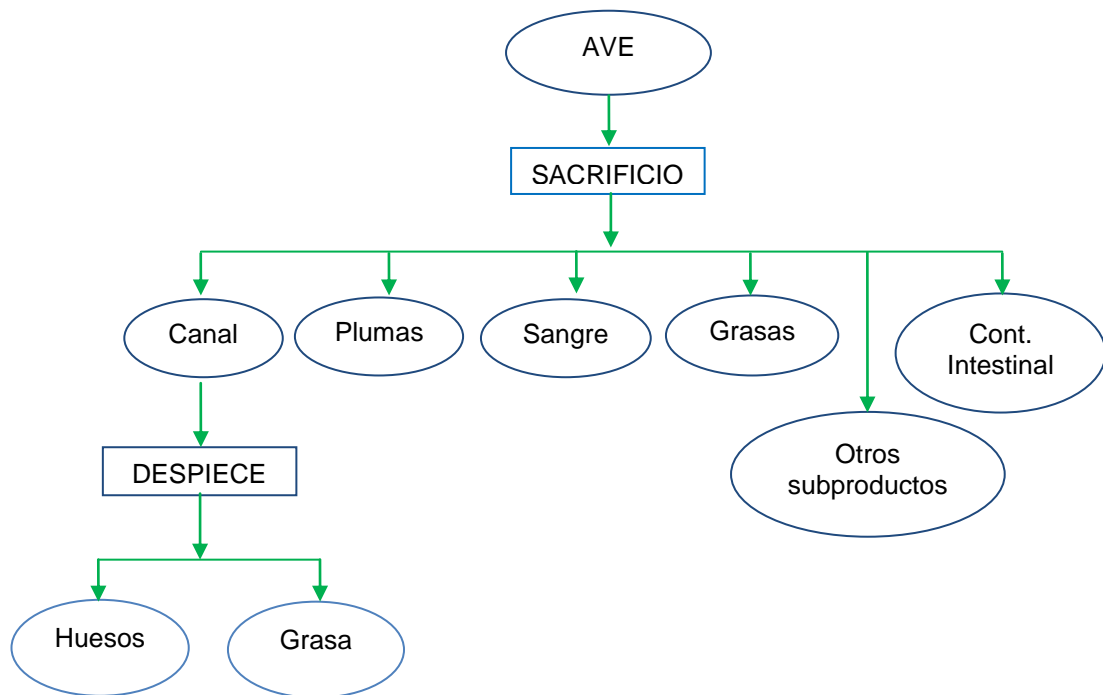 AVE
SACRIFICIO
Canal
Plumas
Sangre
Grasas
Cont.
Intestinal
DESPIECE
Otros
subproductos
Huesos
Grasa